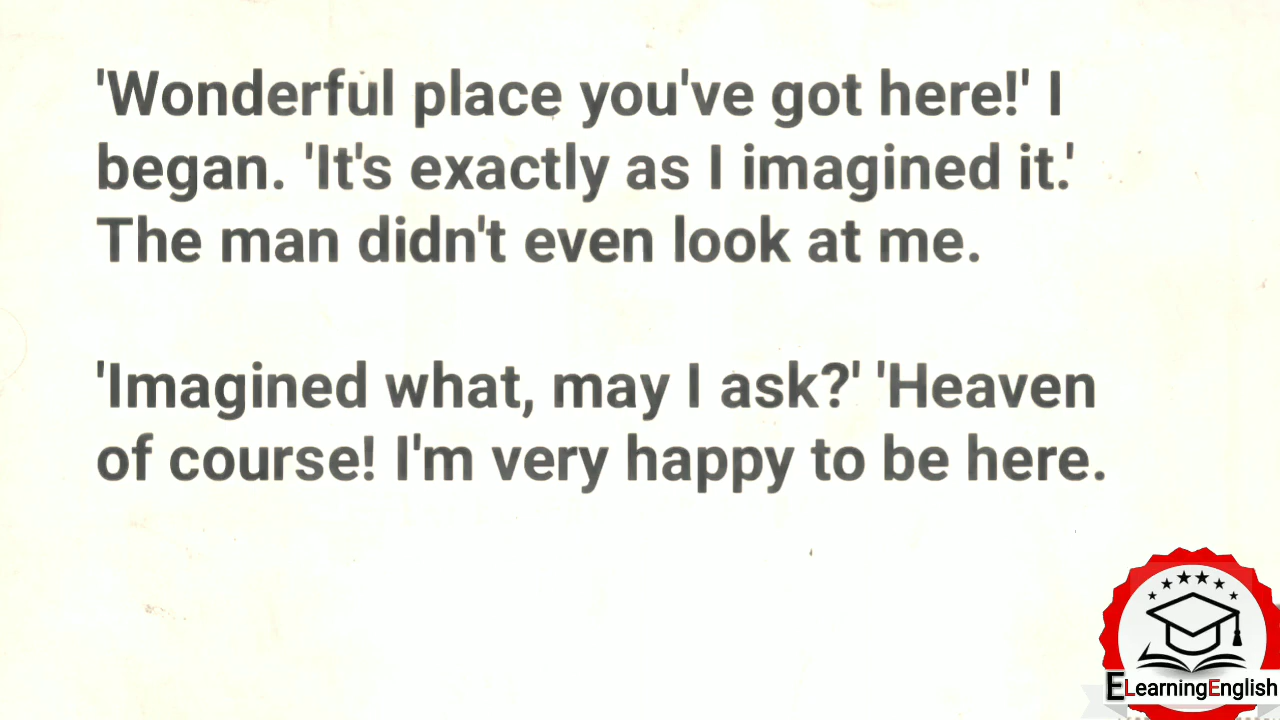 'Wonderful place you've got here!' I
began. 'It's exactly as I imagined it.'
The man didn't even look at me.
'Imagined what, may I ask?' 'Heaven
of course! I'm very happy to be here.
ELearningEnglish